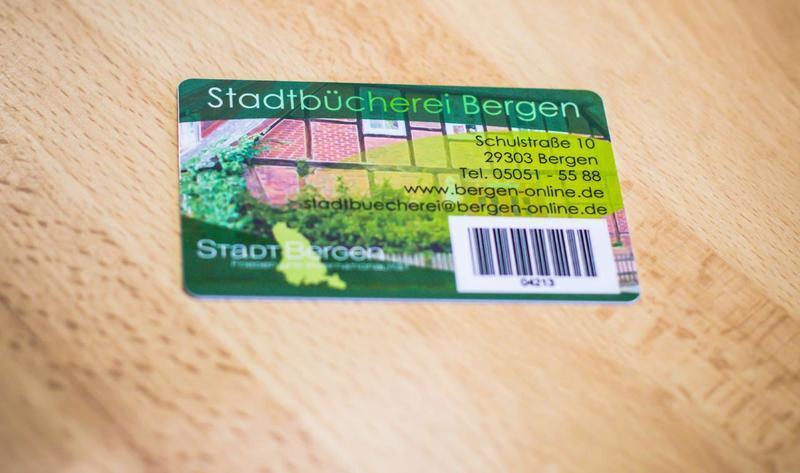 Stadtbücherei Bergen
Schulstraße 10
29303 Bergen
Tel. 05051 - 55 88
www.bergen-online.de
stadtbuecherei@bergen-online.de
STADT BERGEN
04213